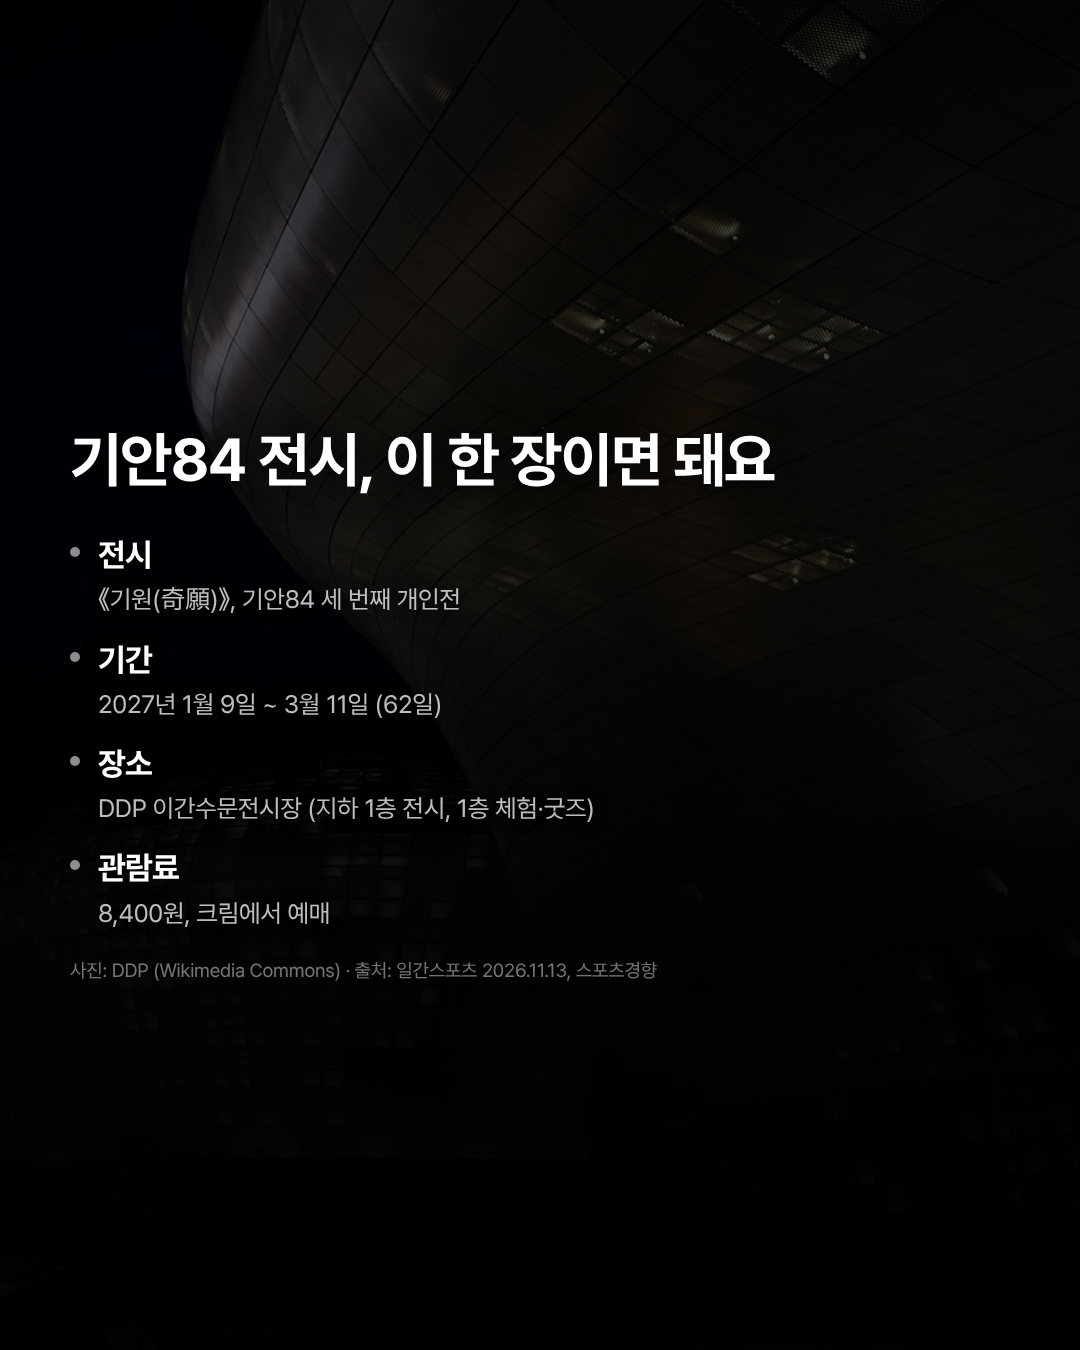 기안84 전시, 이 한 장이면 돼요
• 전시
《기원(奇願)》, 기안84 세 번째 개인전
• 기간
2027년 1월 9일 ~ 3월 11일 (62일)
• 장소
DDP 이간수문전시장 (지하 1층 전시, 1층 체험·굿즈)
• 관람료
8,400원, 크림에서 예매
사진: DDP (Wikimedia Commons) · 출처: 일간스포츠 2026.11.13, 스포츠경향